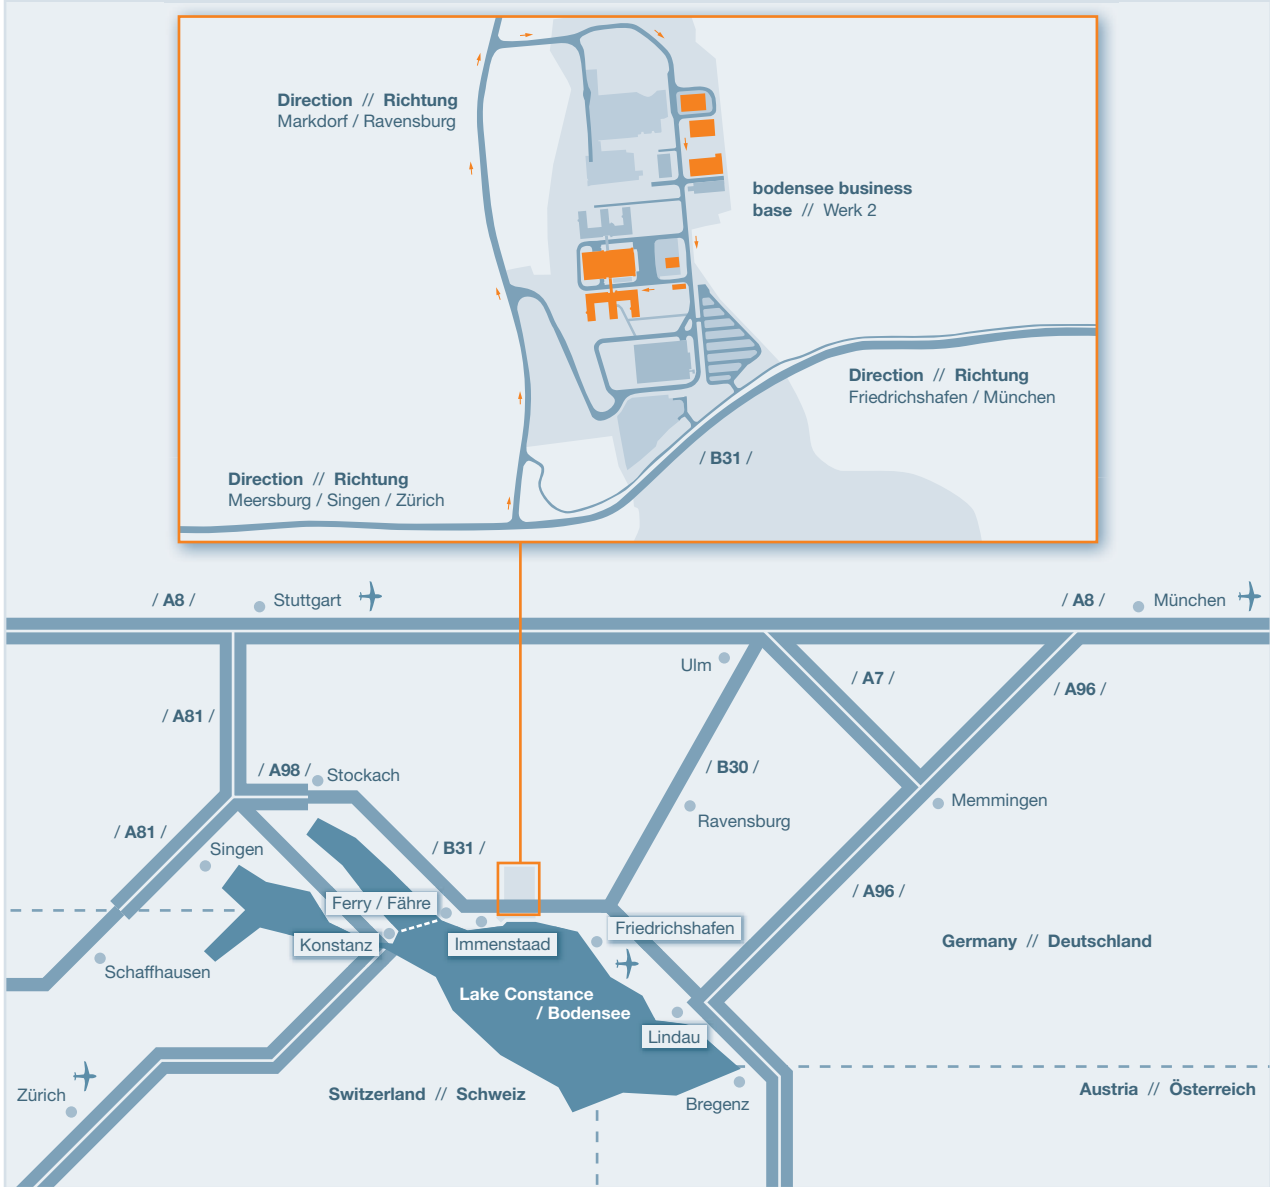 Direction // Richtung
Markdorf / Ravensburg
bodensee business
base // Werk 2
Direction // Richtung
Friedrichshafen / München
/ B31 /
Direction // Richtung
Meersburg / Singen / Zürich
/ A8 /
Stuttgart
/ A8 /
München
Ulm
/ A7 /
/ A96 /
/ A81 /
/ A98 /
Stockach
/ B30 /
Memmingen
Ravensburg
/ A81 /
Singen
/ B31 /
/ A96 /
Ferry / Fähre
Friedrichshafen
Konstanz
Immenstaad
Germany // Deutschland
Schaffhausen
Lake Constance
/ Bodensee
Lindau
Zürich
Switzerland // Schweiz
Bregenz
Austria // Österreich